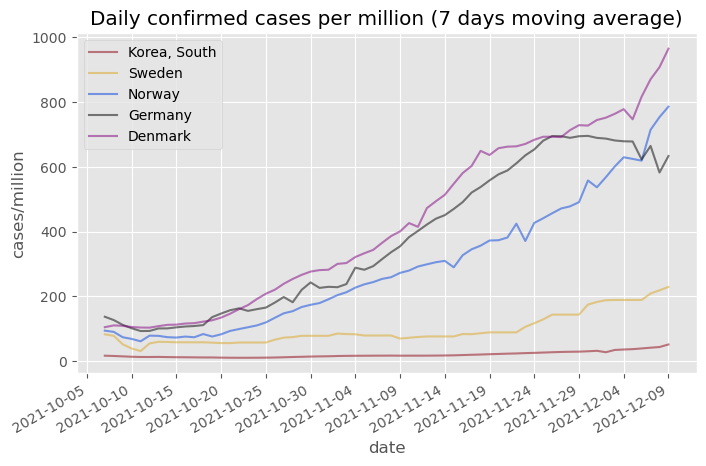 Daily confirmed cases per million (7 days moving average)
Korea, South
Sweden
Norway
Germany
Denmark
cases/million
1000
800
600
400
200
0
2021-10-05
2021-10-10
2021-10-15
2021-10-20
2021-10-25
2021-10-30
2021-11-04
2021-11-09
2021-11-14
2021-11-19
2021-11-24
2021-11-29
2021-12-04
2021-12-09
date